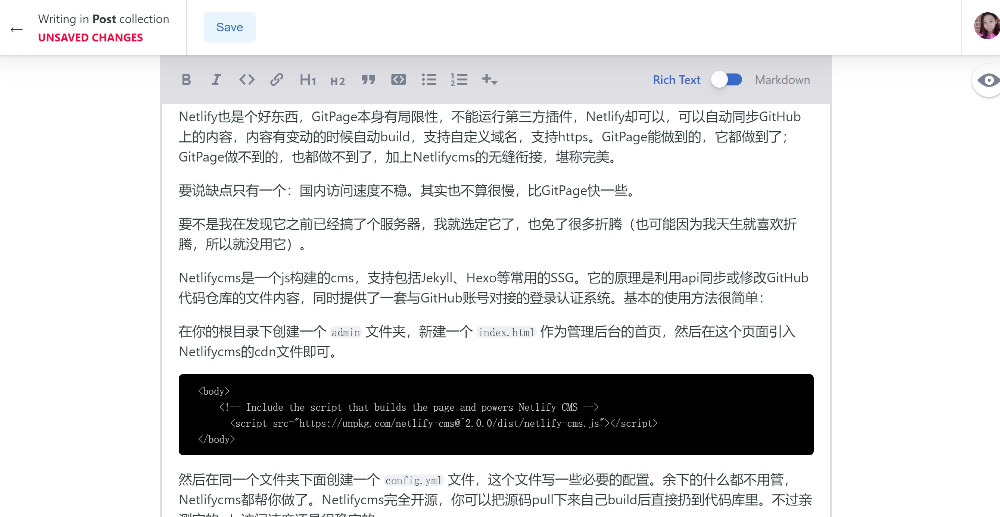 Writing in Post collection
UNSAVED CHANGES
Save
B I H1 H2
Rich Text Markdown
Netlify也是个好东西，GitPage本身有局限性，不能运行第三方插件，Netlify却可以，可以自动同步GitHub
上的内容，内容有变动的时候自动build，支持自定义域名，支持https。GitPage能做到的，它都做到了；
GitPage做不到的，也都做不到了，加上Netlifycms的无缝衔接，堪称完美。
要说缺点只有一个：国内访问速度不稳。其实也不算很慢，比GitPage快一些。
要不是我在发现它之前已经搞了个服务器，我就选定它了，也免了很多折腾（也可能因为我天生就喜欢折
腾，所以就没用它）。
Netlifycms是一个js构建的cms，支持包括Jekyll、Hexo等常用的SSG。它的原理是利用api同步或修改GitHub
代码仓库的文件内容，同时提供了一套与GitHub账号对接的登录认证系统。基本的使用方法很简单：
在你的根目录下创建一个 admin 文件夹，新建一个 index.html 作为管理后台的首页，然后在这个页面引入
Netlifycms的cdn文件即可。
<body>
<!-- Include the script that builds the page and powers Netlify CMS -->
<script src="https://unpkg.com/netlify-cms@^2.0.0/dist/netlify-cms.js"></script>
</body>
然后在同一个文件夹下面创建一个 config.yml 文件，这个文件写一些必要的配置。余下的什么都不用管，
Netlifycms都帮你做了。Netlifycms完全开源，你可以把源码pull下来自己build后直接扔到代码库里。不过亲